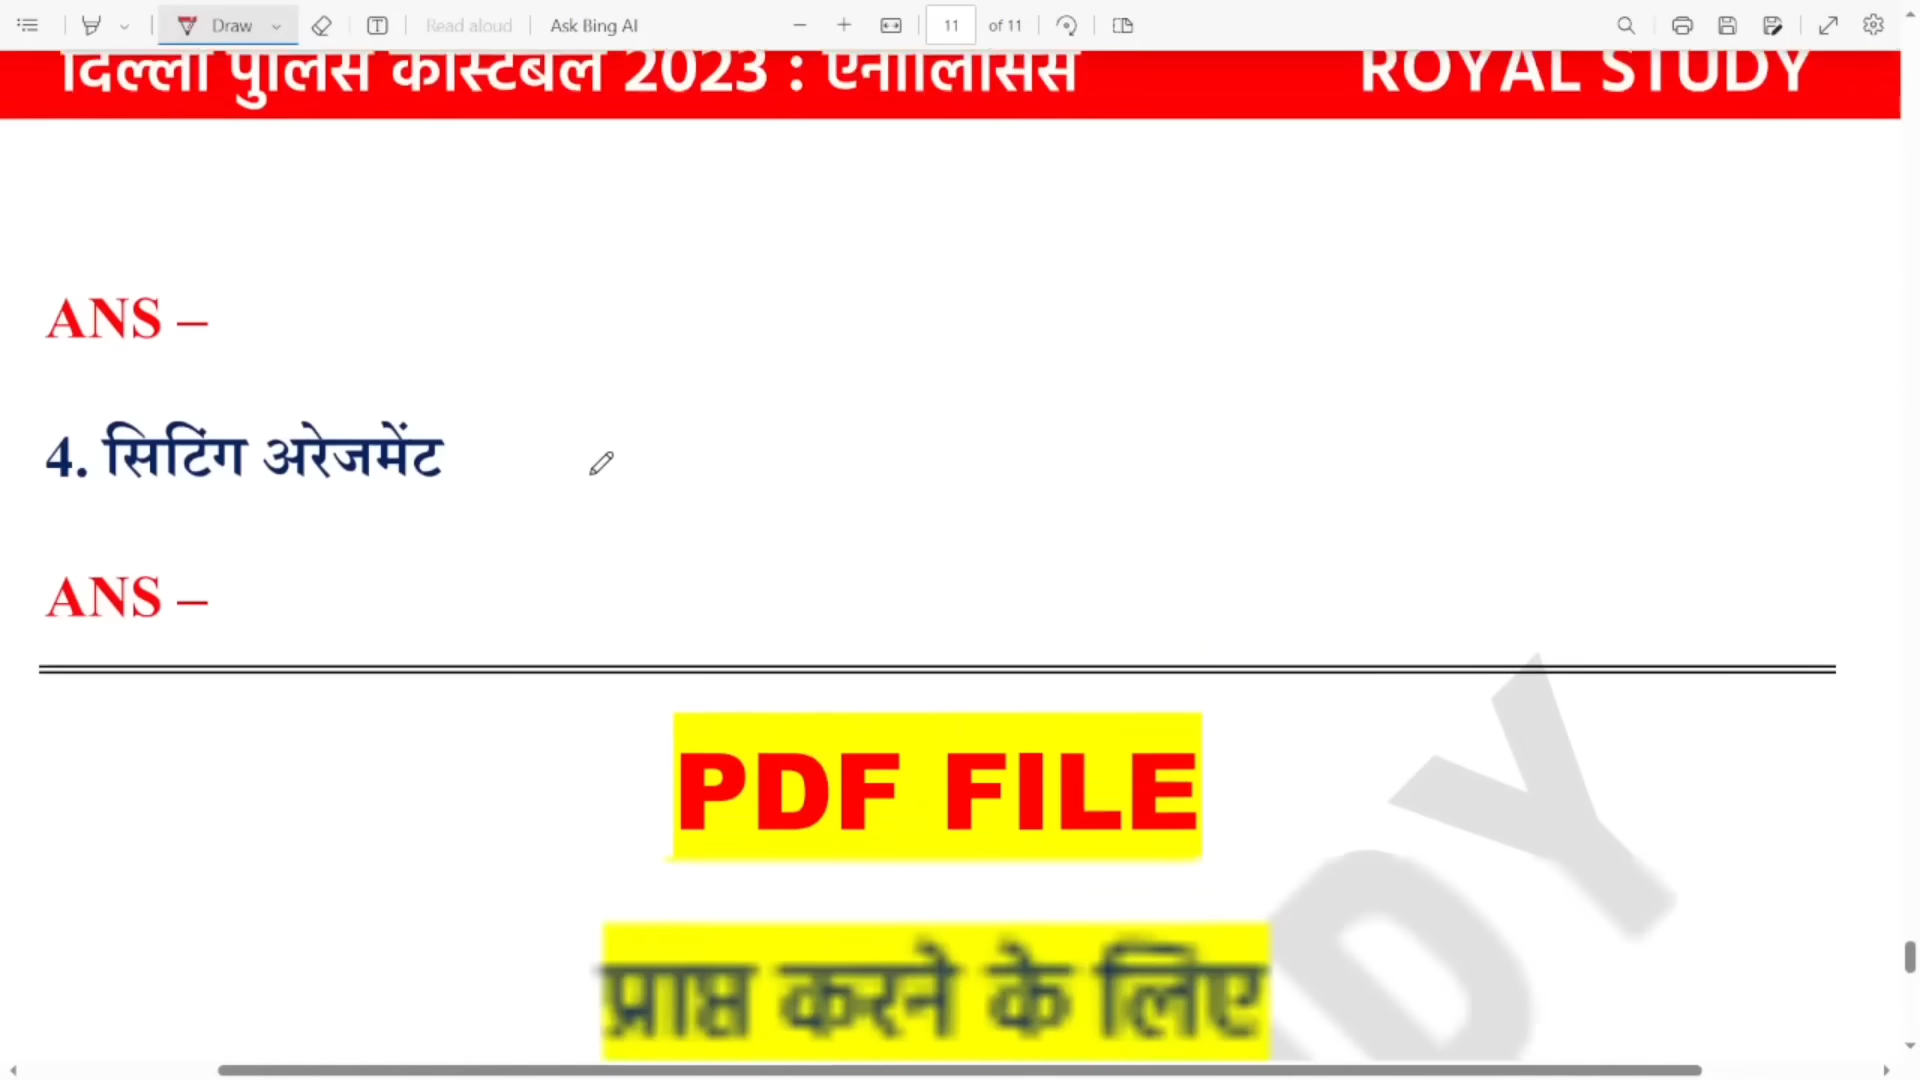 Draw Read aloud Ask Bing AI 11 of 11
दिल्ली पुलिस कांस्टेबल 2023 : एनालिसिस ROYAL STUDY
ANS –
4. सिटिंग अरेजमेंट
ANS –
PDF FILE
प्राप्त करने के लिए
DY